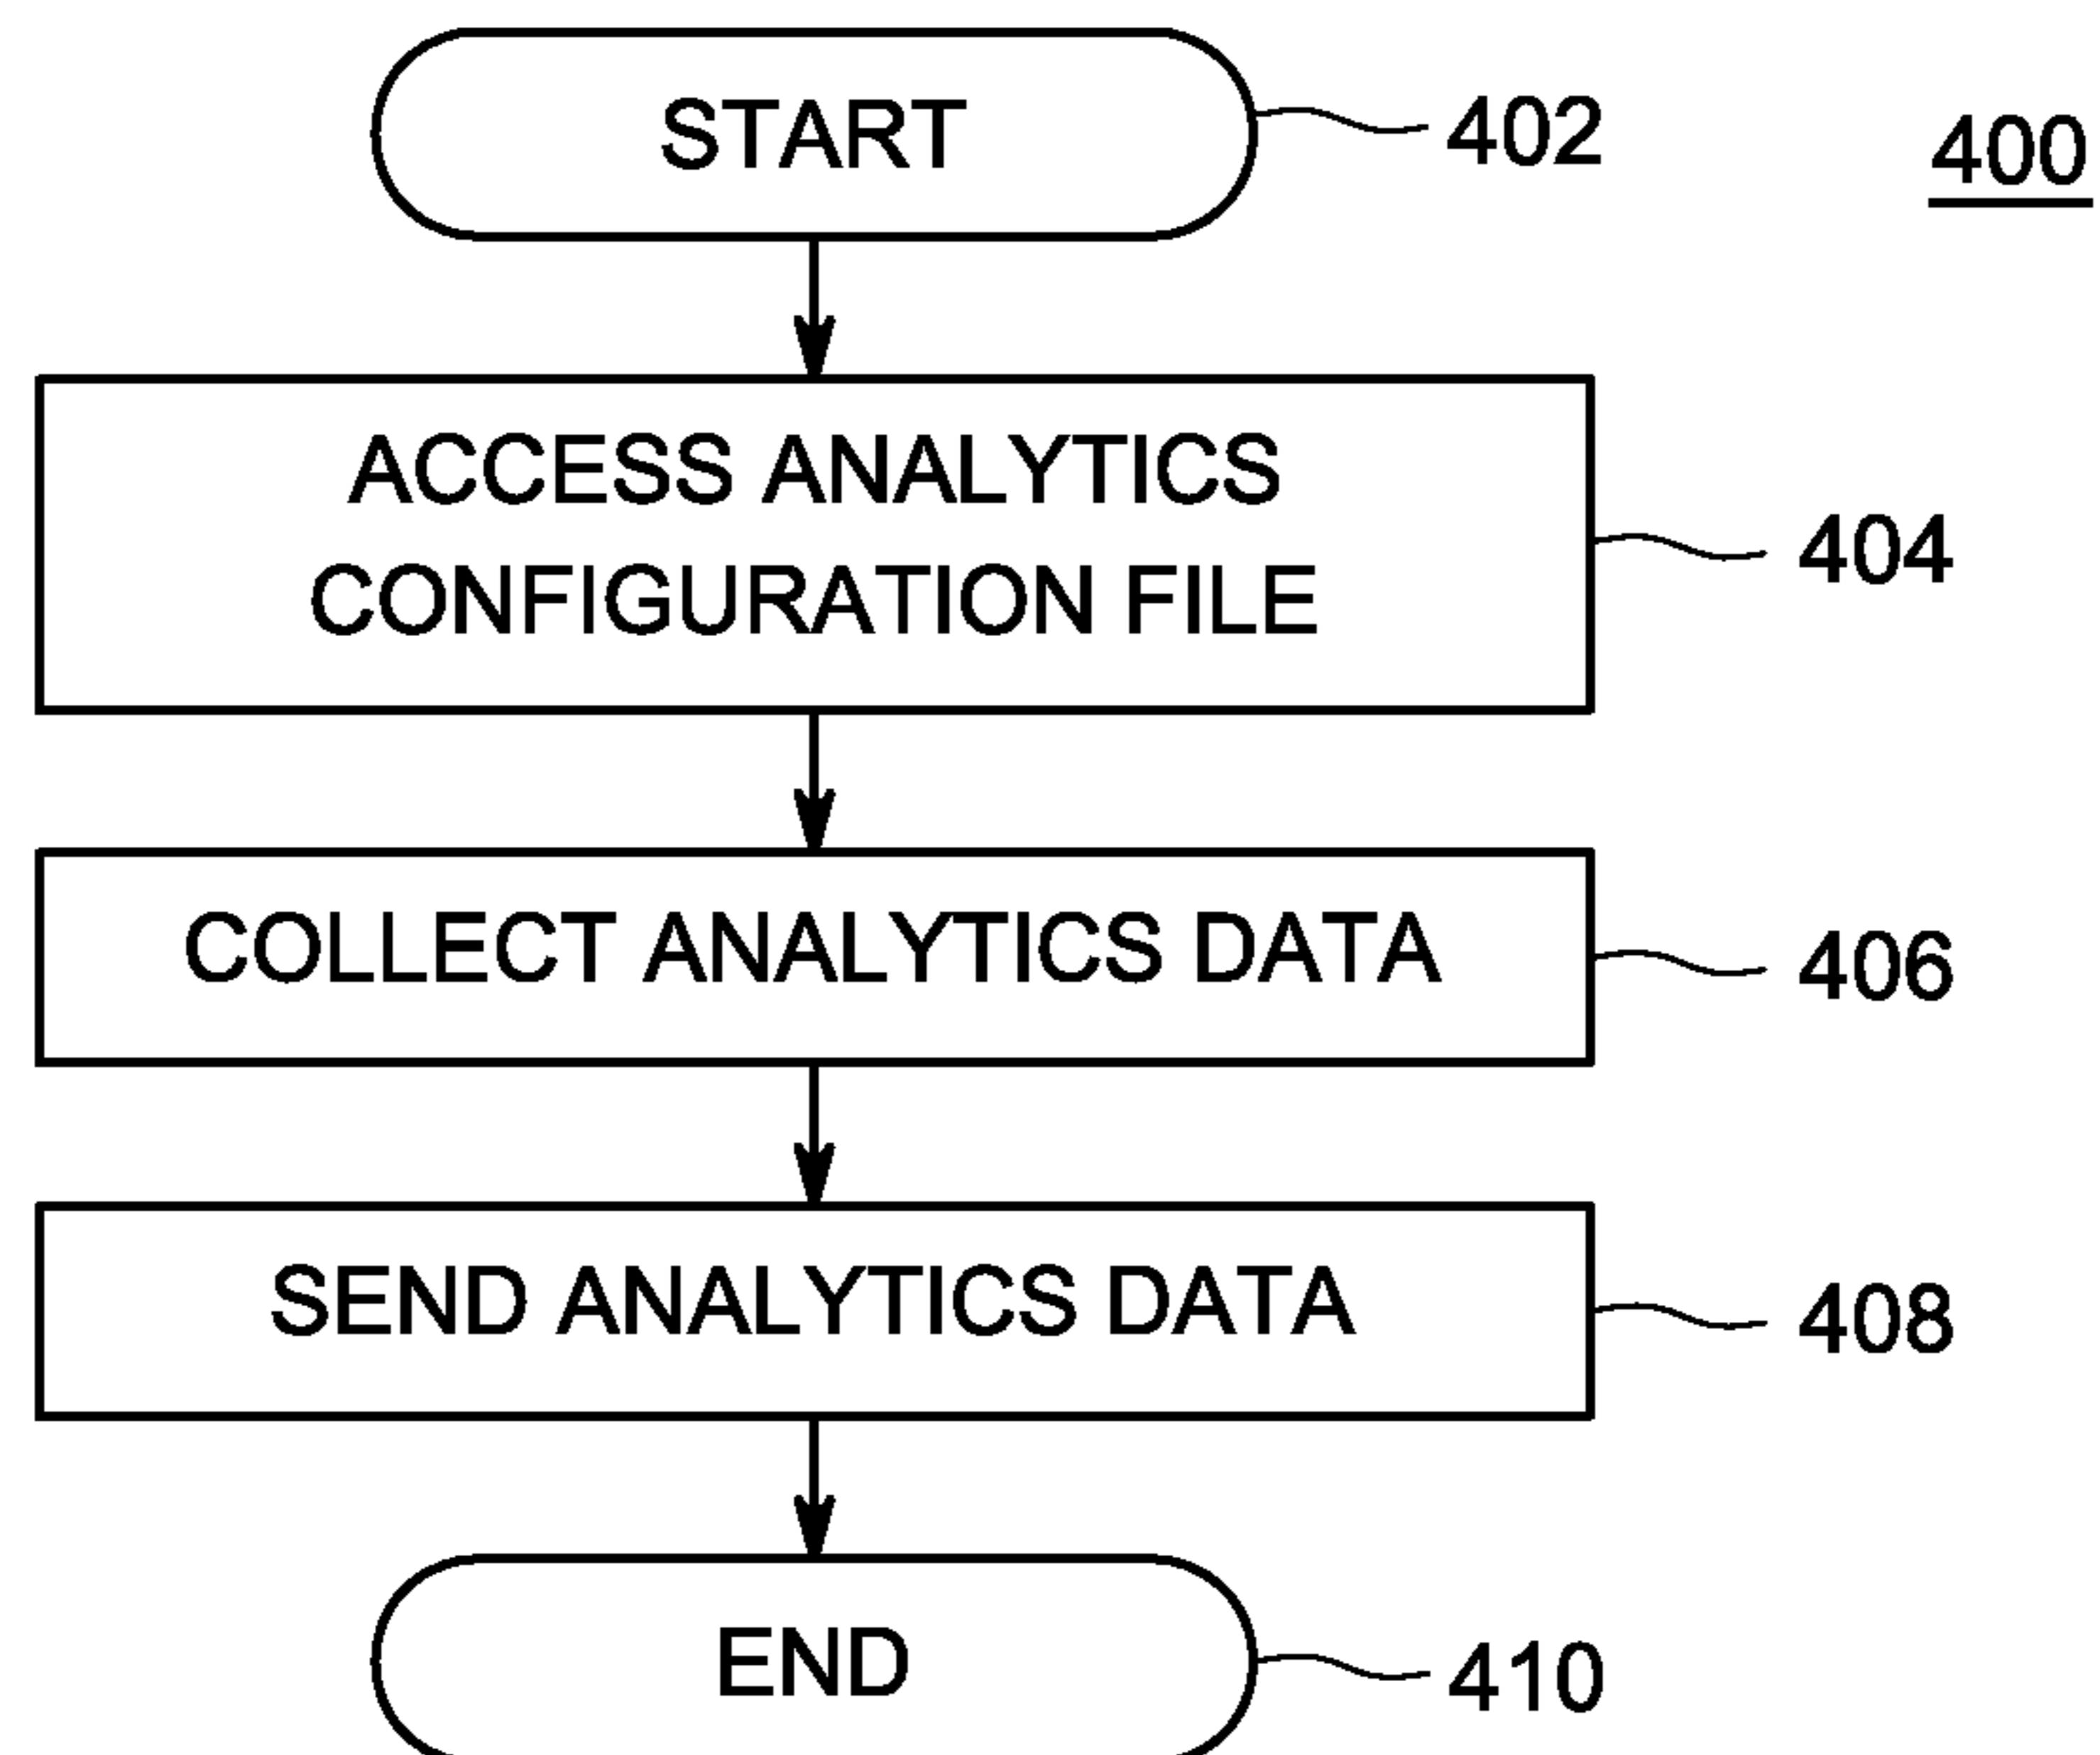 START
402
400
ACCESS ANALYTICS
CONFIGURATION FILE
404
COLLECT ANALYTICS DATA
406
SEND ANALYTICS DATA
408
END
410